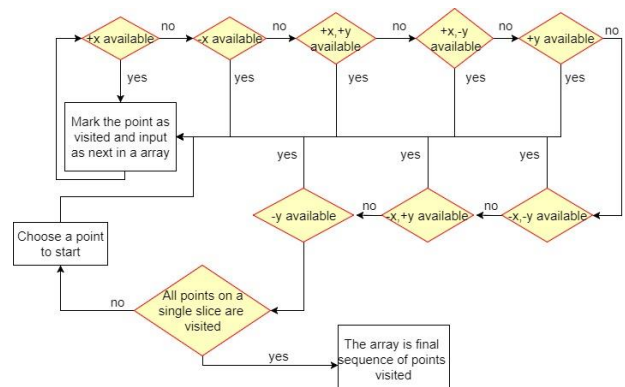 +x available
no
-x available
no
+x,+y
available
no
+x,-y
available
no
+y available
no
yes
yes
yes
yes
yes
Mark the point as
visited and input
as next in a array
yes
yes
yes
-y available
no
-x,+y available
no
-x,-y available
Choose a point
to start
no
All points on a
single slice are
visited
yes
The array is final
sequence of points
visited